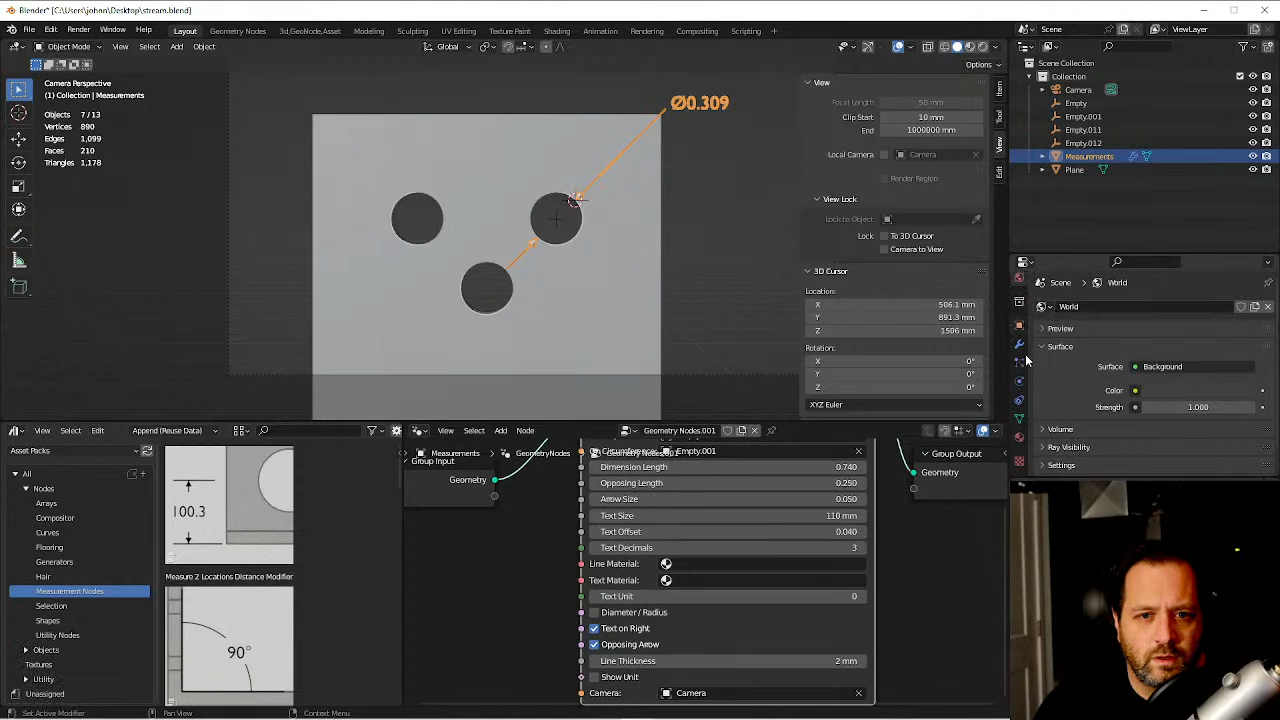 Blender* [C:\Users\john\Desktop\stream.blend]
File Edit Render Window Help Layout Geometry Nodes 3d,GeoNode,Asset Modeling Sculpting UV Editing Texture Paint Shading Animation Rendering Compositing Scripting Scene ViewLayer
Object Mode View Select Add Object Global
Options
Camera Perspective
(1) Collection | Measurements
Objects 7 / 13
Vertices 890
Edges 1,099
Faces 210
Triangles 1,178
Ø0.309
View
Focal Length 50 mm
Clip Start 10 mm
End 1000000 mm
Local Camera Camera
Render Region
View Lock
Lock to Object
Lock To 3D Cursor
Camera to View
3D Cursor
Location:
X 506.1 mm
Y 891.3 mm
Z 1506 mm
Rotation:
X 0°
Y 0°
Z 0°
XYZ Euler
Item
Tool
View
Edit
Scene Collection
Collection
Camera
Empty
Empty.001
Empty.011
Empty.012
Measurements
Plane
Scene World
World
Preview
Surface
Surface Background
Color
Strength 1.000
Volume
Ray Visibility
Settings
View Select Edit Append (Reuse Data)
Asset Packs
All
Nodes
Arrays
Compositor
Curves
Flooring
Generators
Hair
Measurement Nodes
Selection
Shapes
Utility Nodes
Objects
Textures
Utility
Unassigned
100.3
Measure 2 Locations Distance Modifier
90°
View Select Add Node Geometry Nodes.001
Measurements GeometryNodes
Group Input
Geometry
Empty.001
Dimension Length 0.740
Opposing Length 0.250
Arrow Size 0.050
Text Size 110 mm
Text Offset 0.040
Text Decimals 3
Line Material:
Text Material:
Text Unit 0
Diameter / Radius
Text on Right
Opposing Arrow
Line Thickness 2 mm
Show Unit
Camera: Camera
Group Output
Geometry
Set Active Modifier Pan View Context Menu